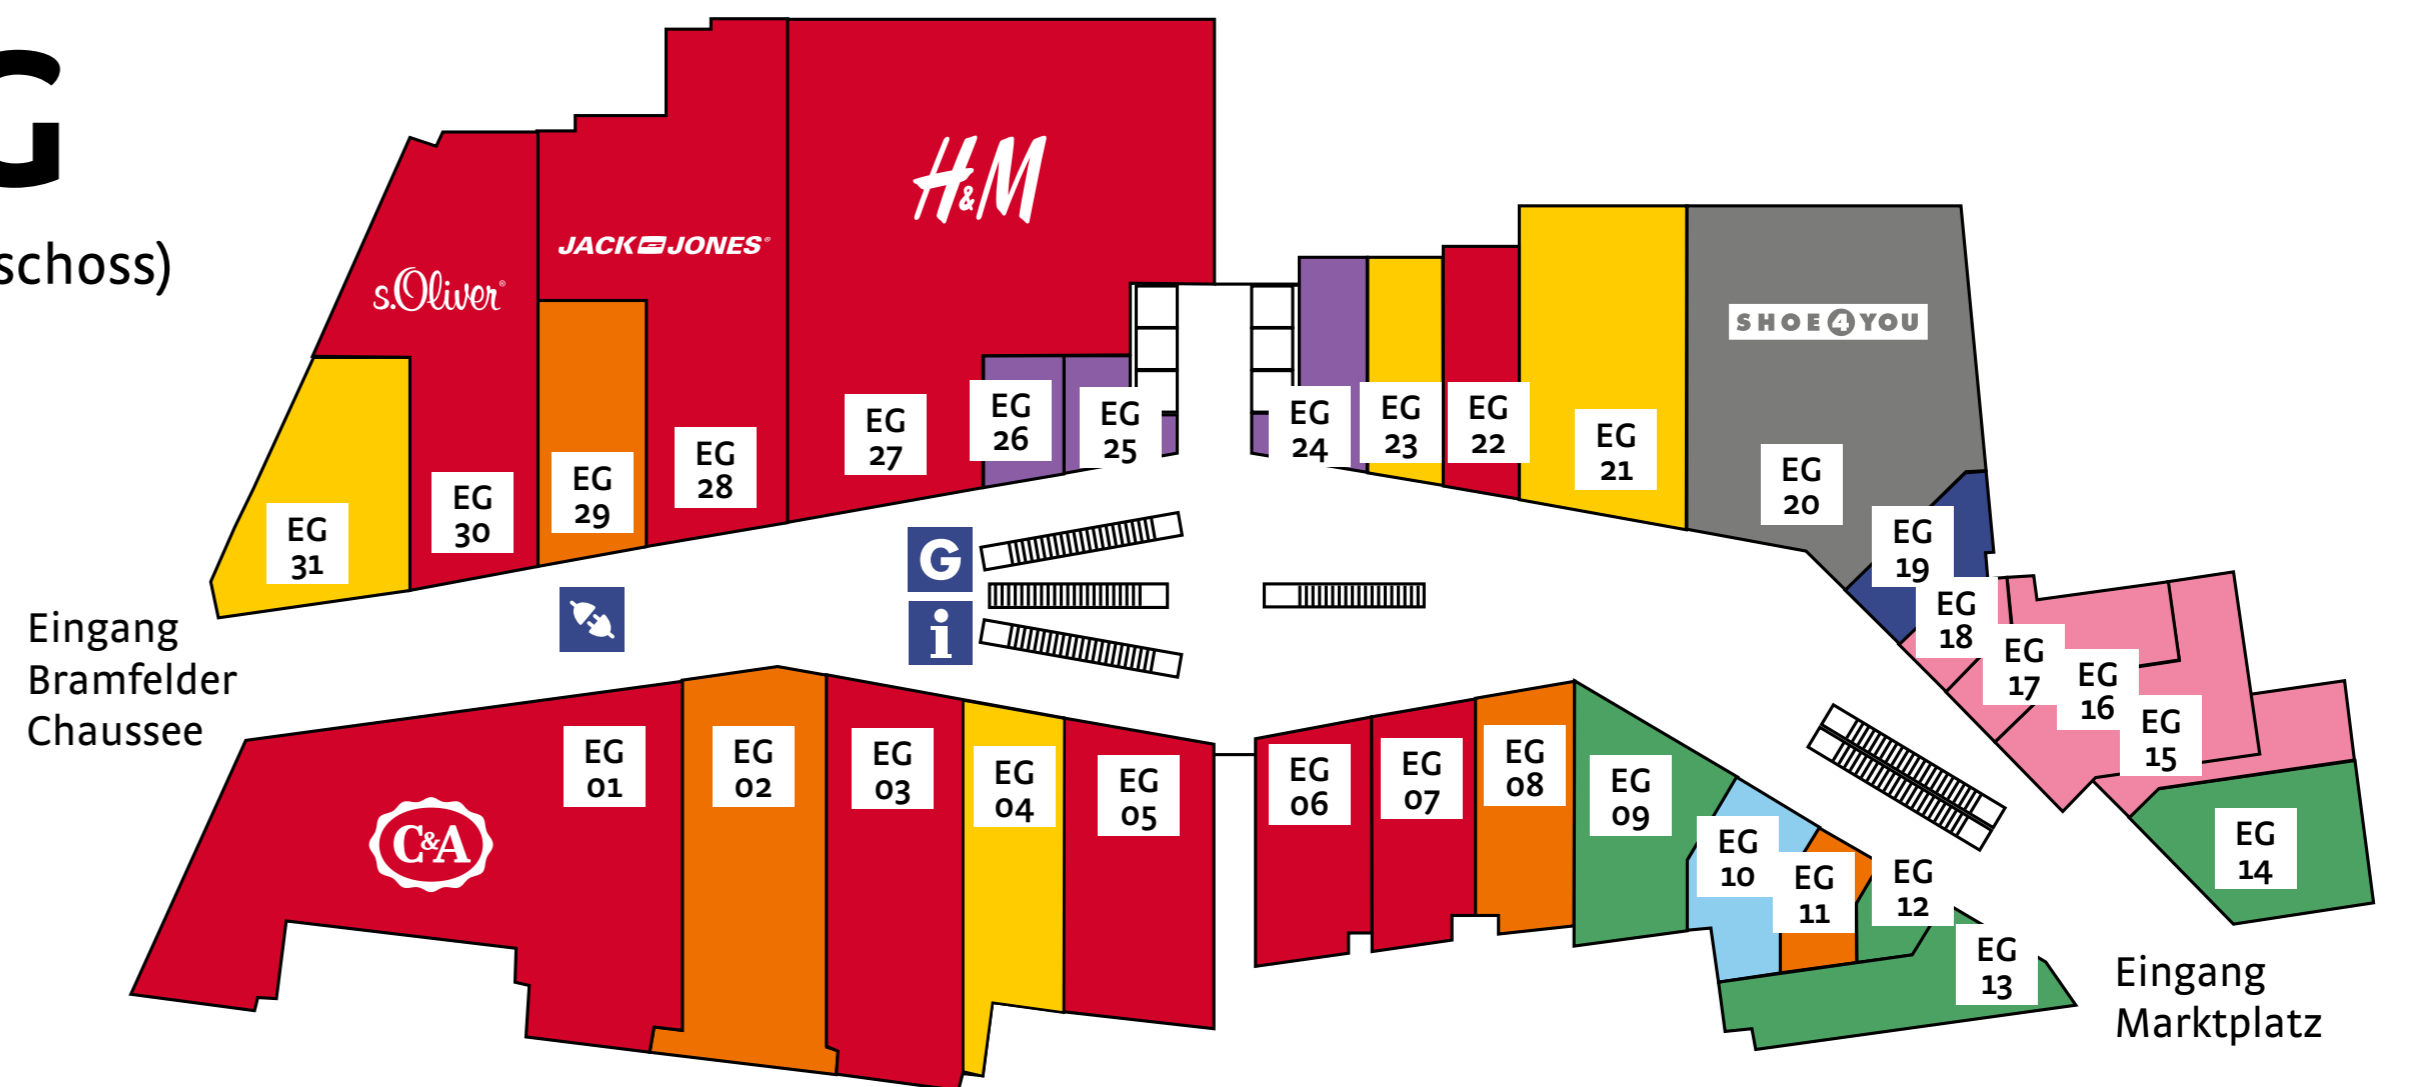 G
schoss)
H&M
JACK JONES®
s.Oliver®
SHOE 4 YOU
EG
27
EG
26
EG
25
EG
24
EG
23
EG
22
EG
21
EG
28
EG
29
EG
30
EG
31
EG
20
EG
19
EG
18
EG
17
EG
16
EG
15
EG
14
G
i
Eingang
Bramfelder
Chaussee
C&A
EG
01
EG
02
EG
03
EG
04
EG
05
EG
06
EG
07
EG
08
EG
09
EG
10
EG
11
EG
12
EG
13
Eingang
Marktplatz